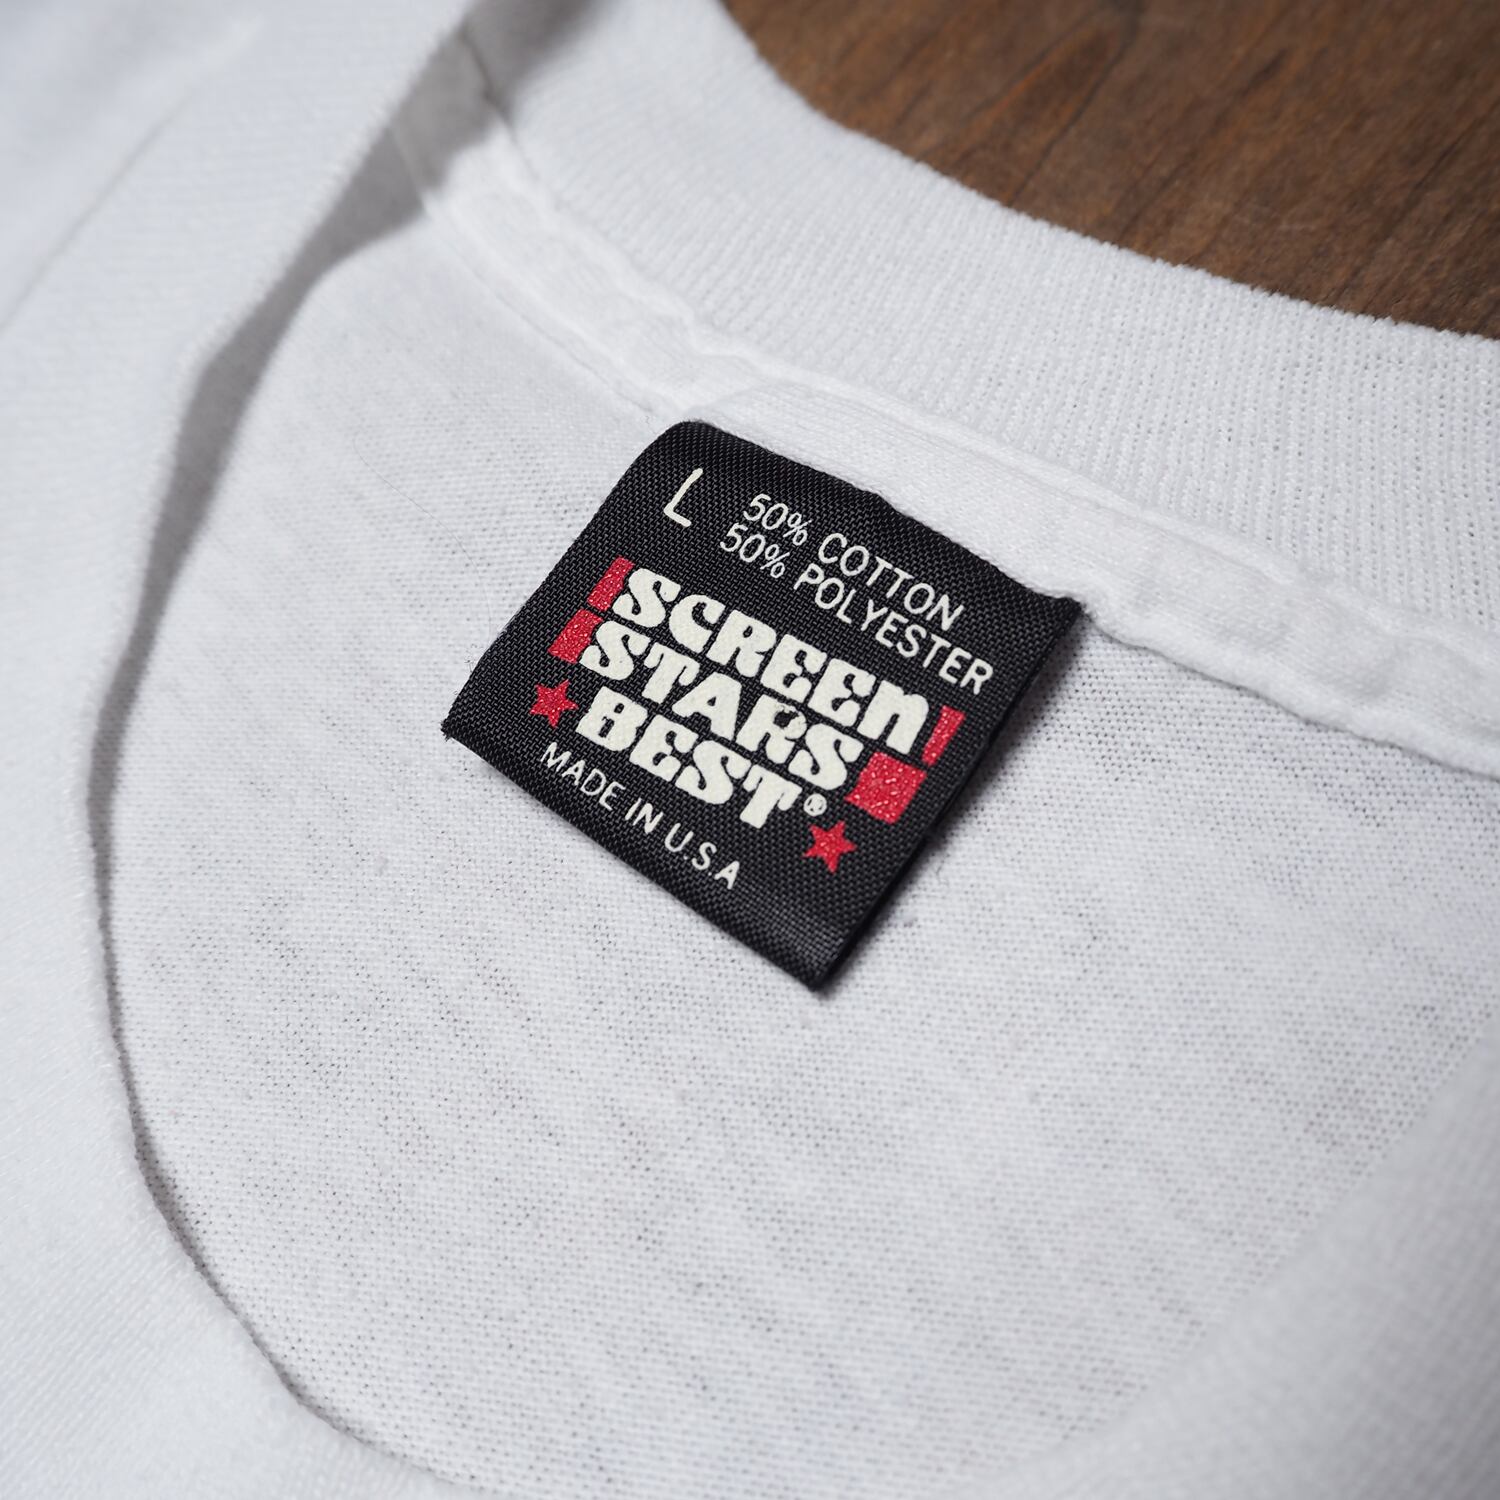 L
50% COTTON
50% POLYESTER
SCREEN
STARS
BEST®
MADE IN U.S.A